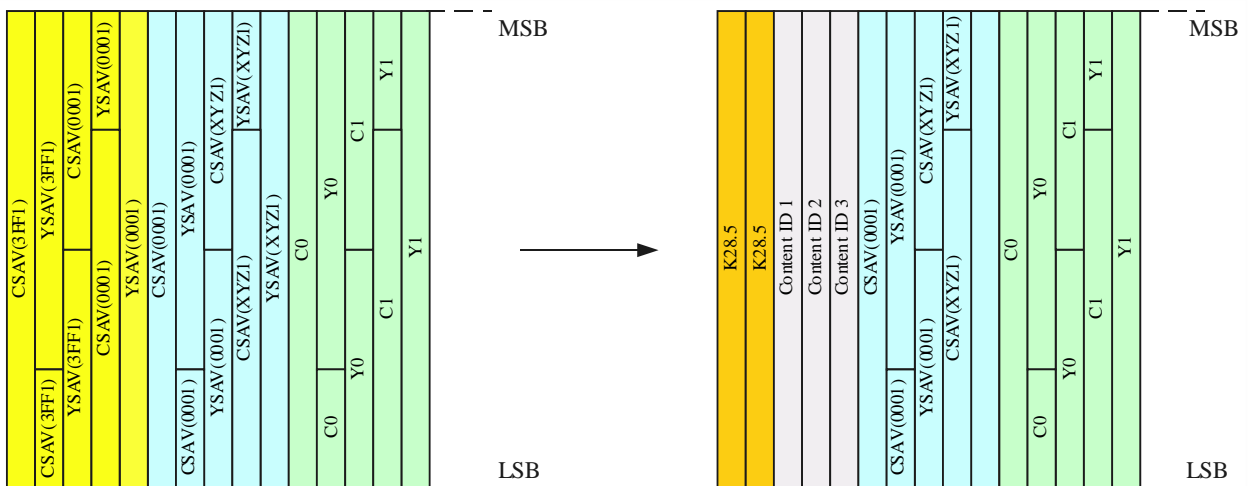 CSAV(3FF1)
YSAV(3FF1)
CSAV(3FF1)
CSAV(0001)
YSAV(3FF1)
YSAV(0001)
CSAV(0001)
YSAV(0001)
CSAV(0001)
YSAV(0001)
CSAV(0001)
CSAV(XYZ1)
YSAV(0001)
YSAV(XYZ1)
CSAV(XYZ1)
YSAV(XYZ1)
C0
Y0
C0
C1
Y0
Y1
C1
Y1
MSB
LSB
K28.5
K28.5
Content ID 1
Content ID 2
Content ID 3
CSAV(0001)
YSAV(0001)
CSAV(0001)
CSAV(XYZ1)
YSAV(0001)
YSAV(XYZ1)
CSAV(XYZ1)
C0
Y0
C0
C1
Y0
Y1
C1
Y1
MSB
LSB